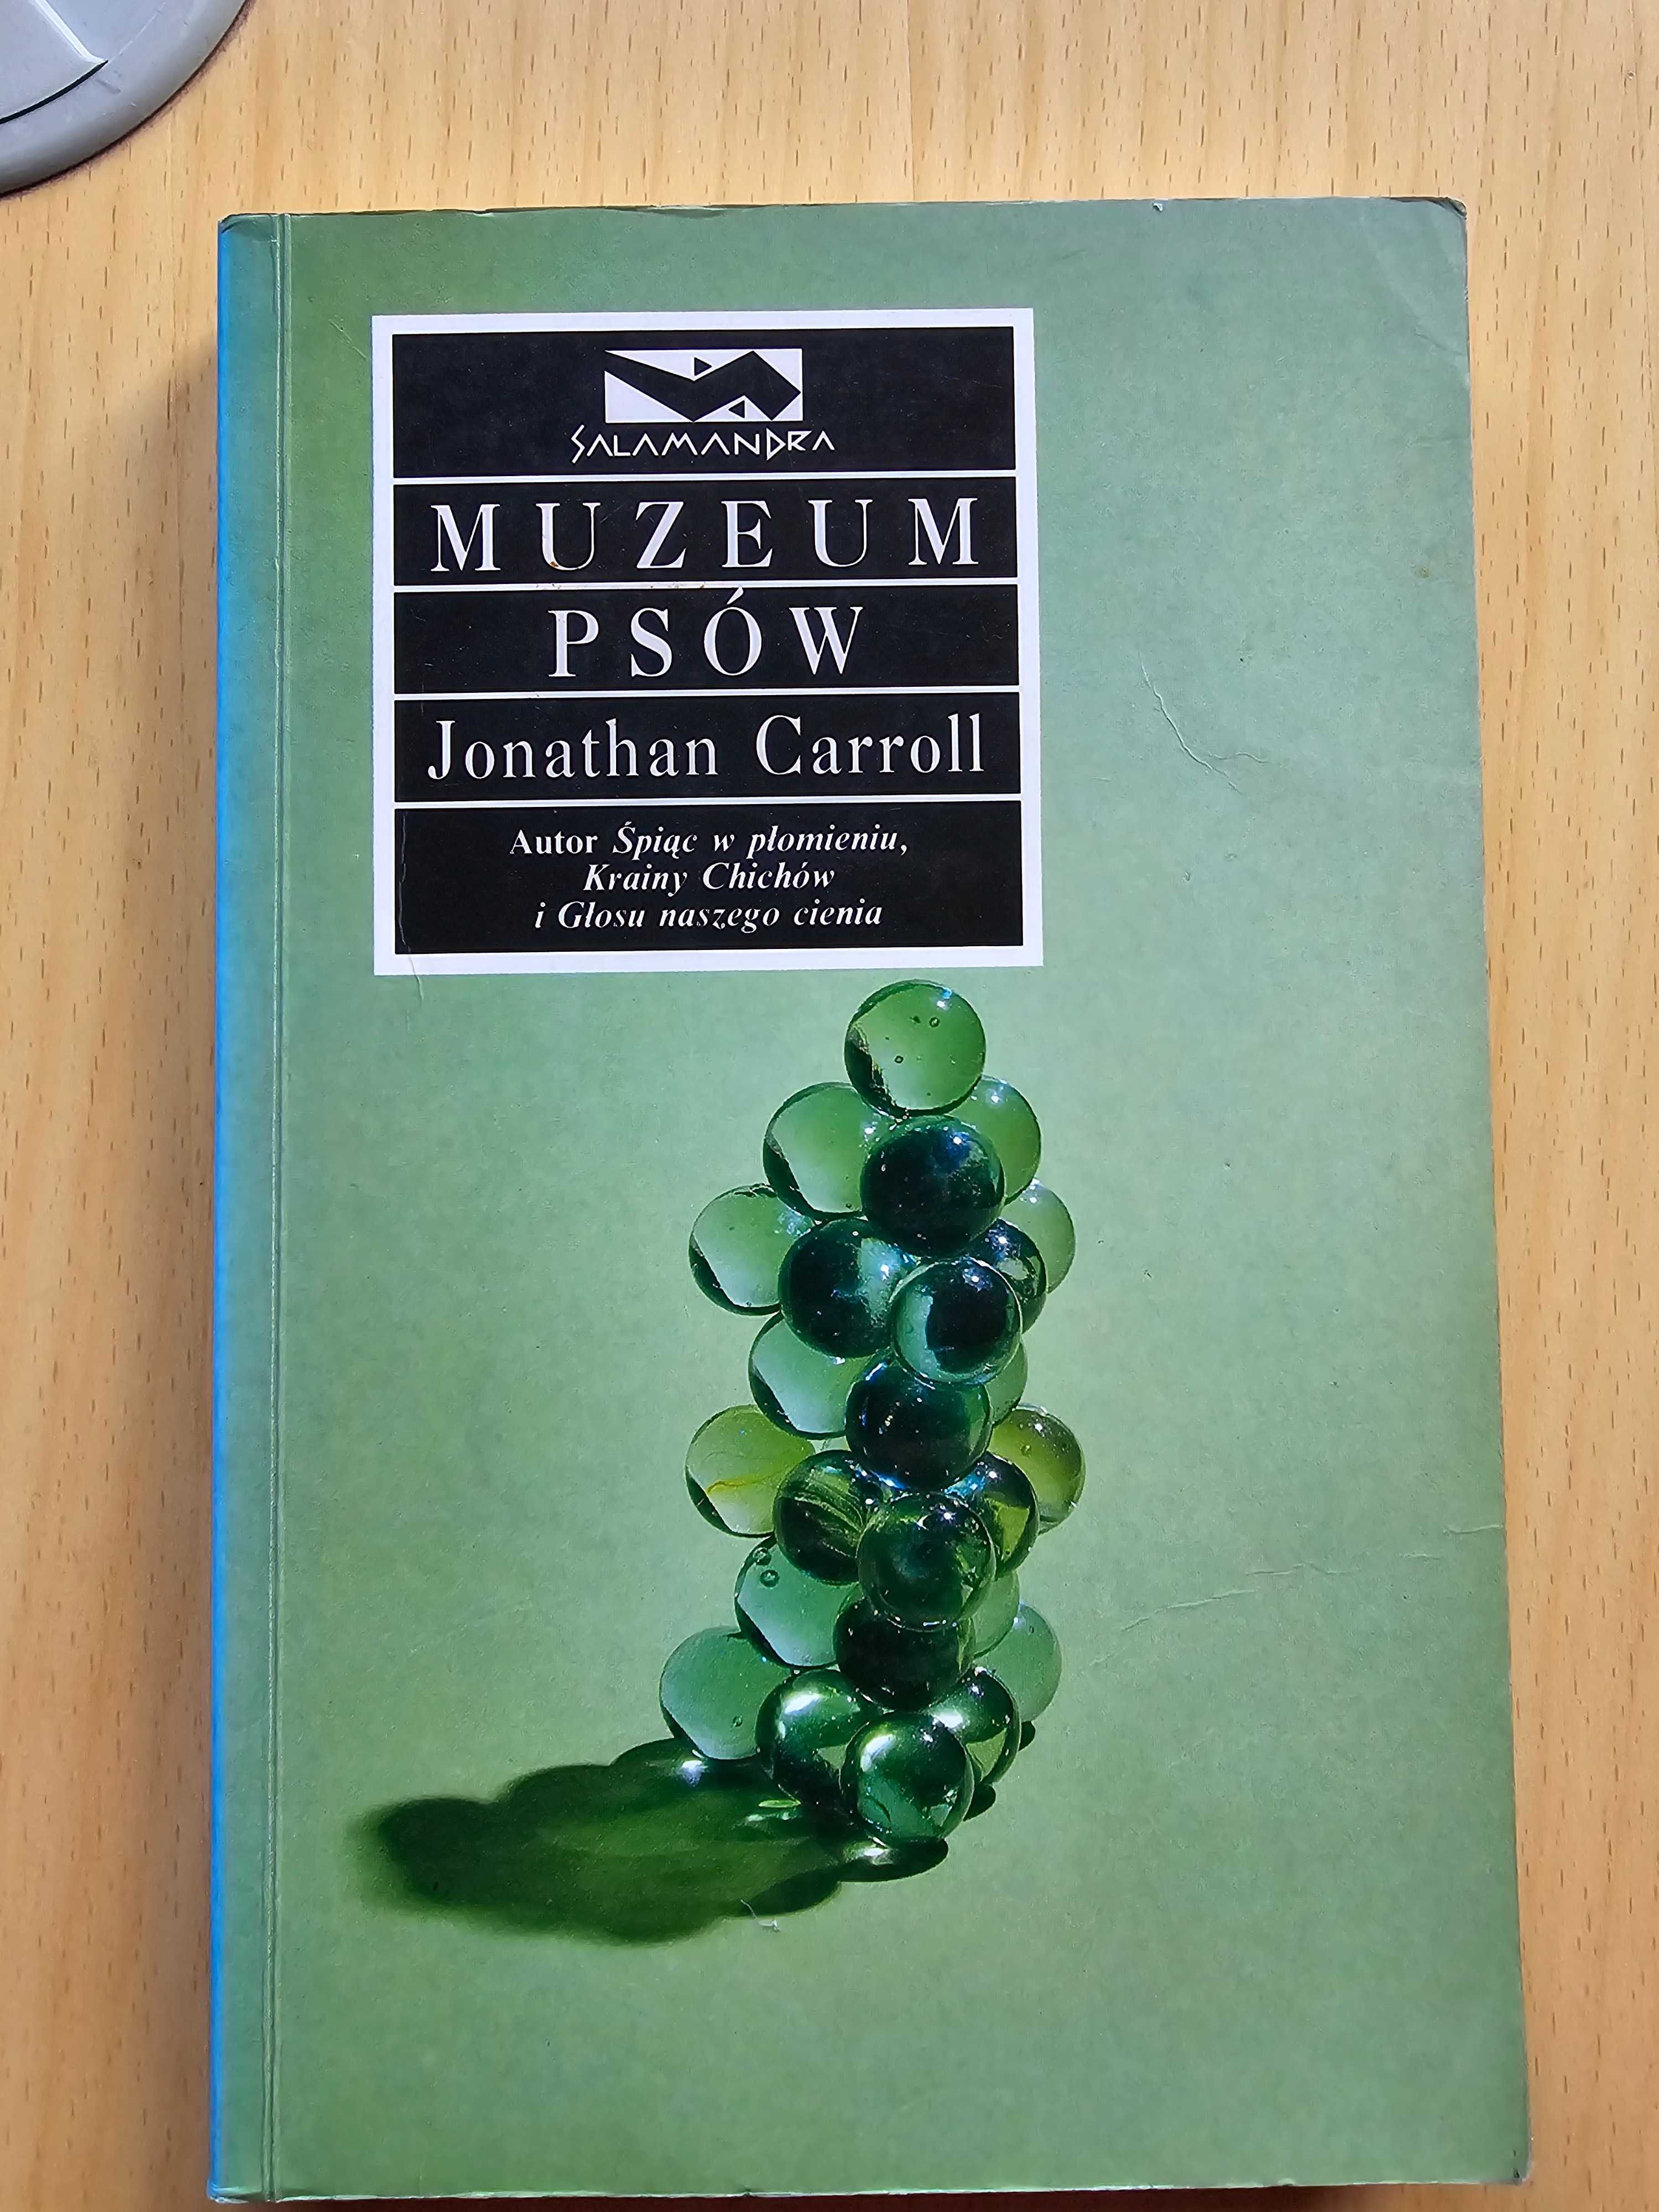 SALAMANDRA
MUZEUM
PSÓW
Jonathan Carroll
Autor Śpiąc w płomieniu,
Krainy Chichów
i Głosu naszego cienia